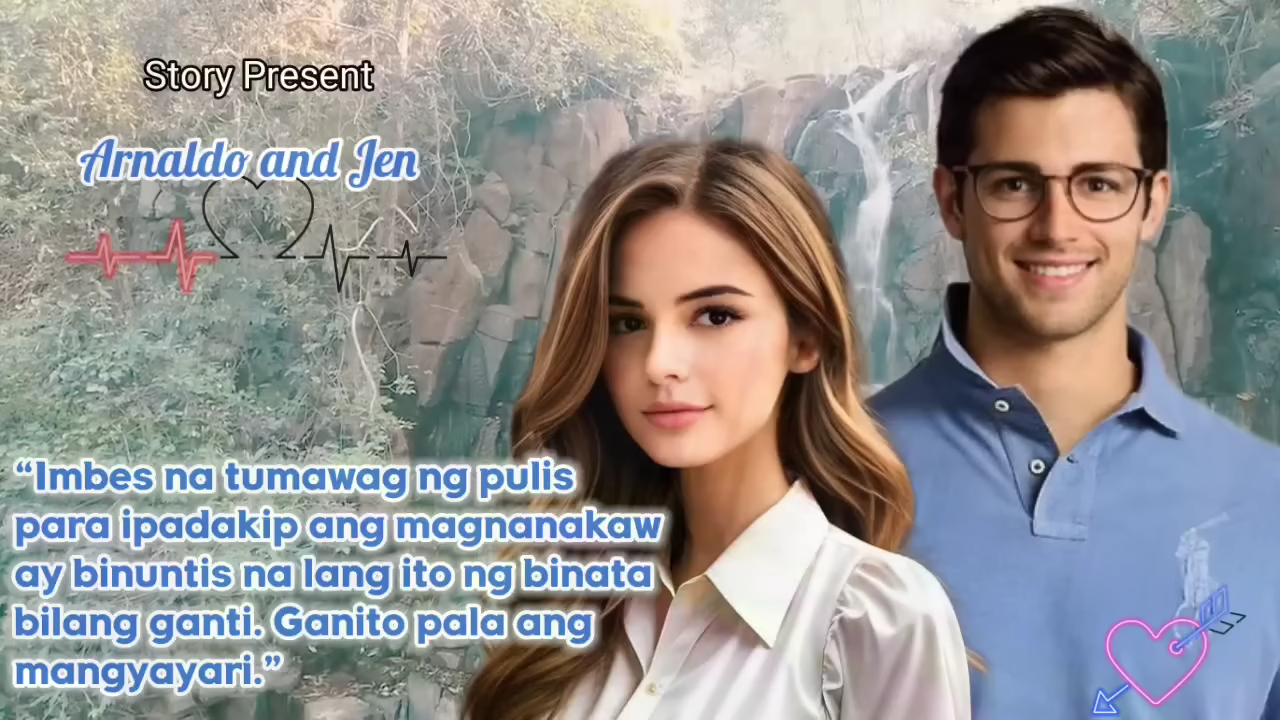 Story Present
Arnaldo and Jen
“Imbes na tumawag ng pulis
para ipadakip ang magnanakaw
ay binuntis na lang ito ng binata
bilang ganti. Ganito pala ang
mangyayari.”